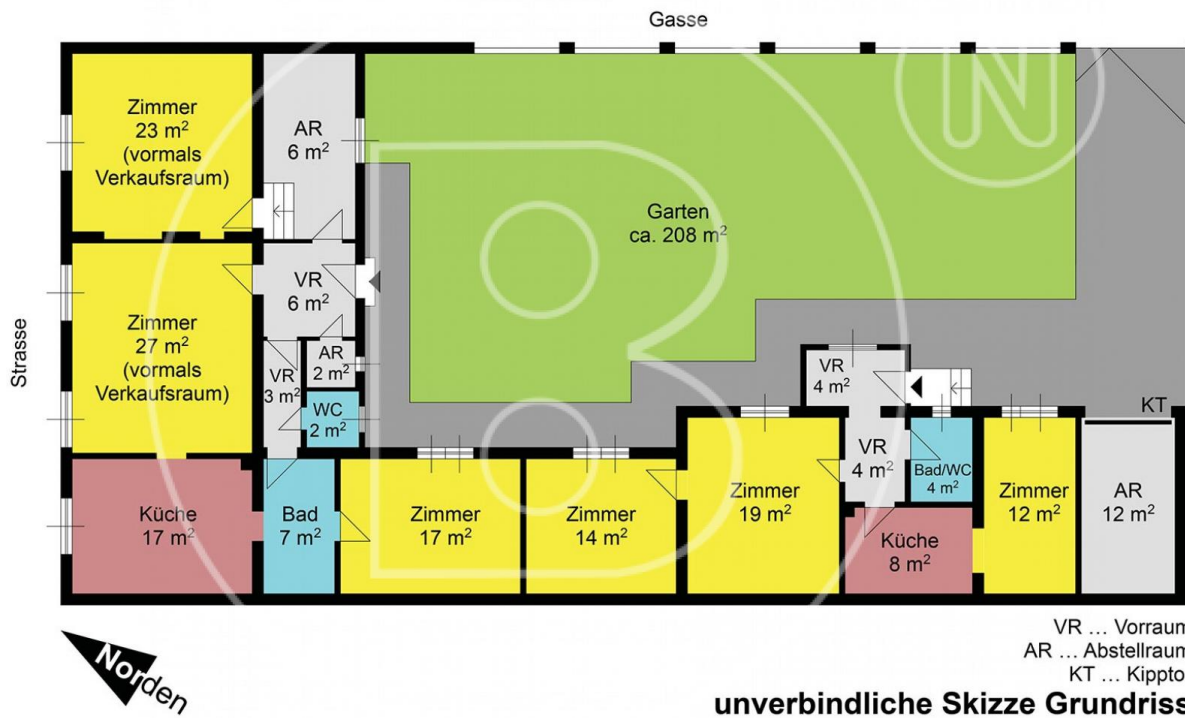 Gasse
Zimmer
23 m²
(vormals
Verkaufsraum)
AR
6 m²
Garten
ca. 208 m²
Strasse
Zimmer
27 m²
(vormals
Verkaufsraum)
VR
6 m²
AR
2 m²
VR
3 m²
WC
2 m²
VR
4 m²
KT
Küche
17 m²
Bad
7 m²
Zimmer
17 m²
Zimmer
14 m²
Zimmer
19 m²
VR
4 m²
Bad/WC
4 m²
Küche
8 m²
Zimmer
12 m²
AR
12 m²
Norden
VR ... Vorraum
AR ... Abstellraum
KT ... Kippto
unverbindliche Skizze Grundriss
B
N